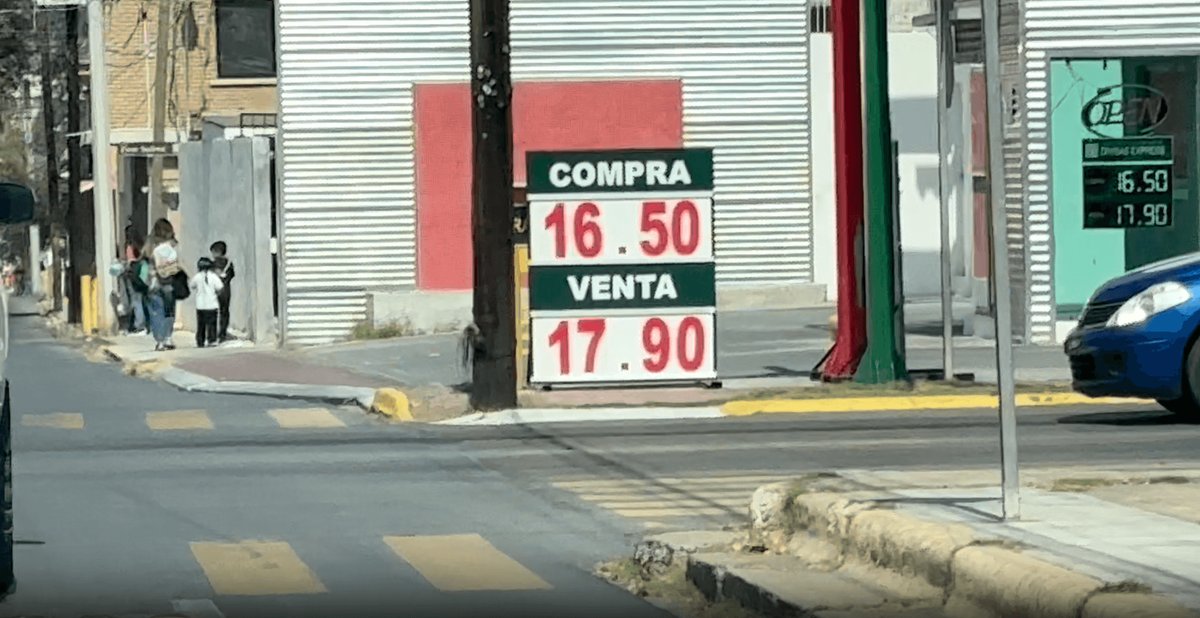 COMPRA
16.50
VENTA
17.90
OPEN
DIVISAS EXPRESS
16.50
17.90